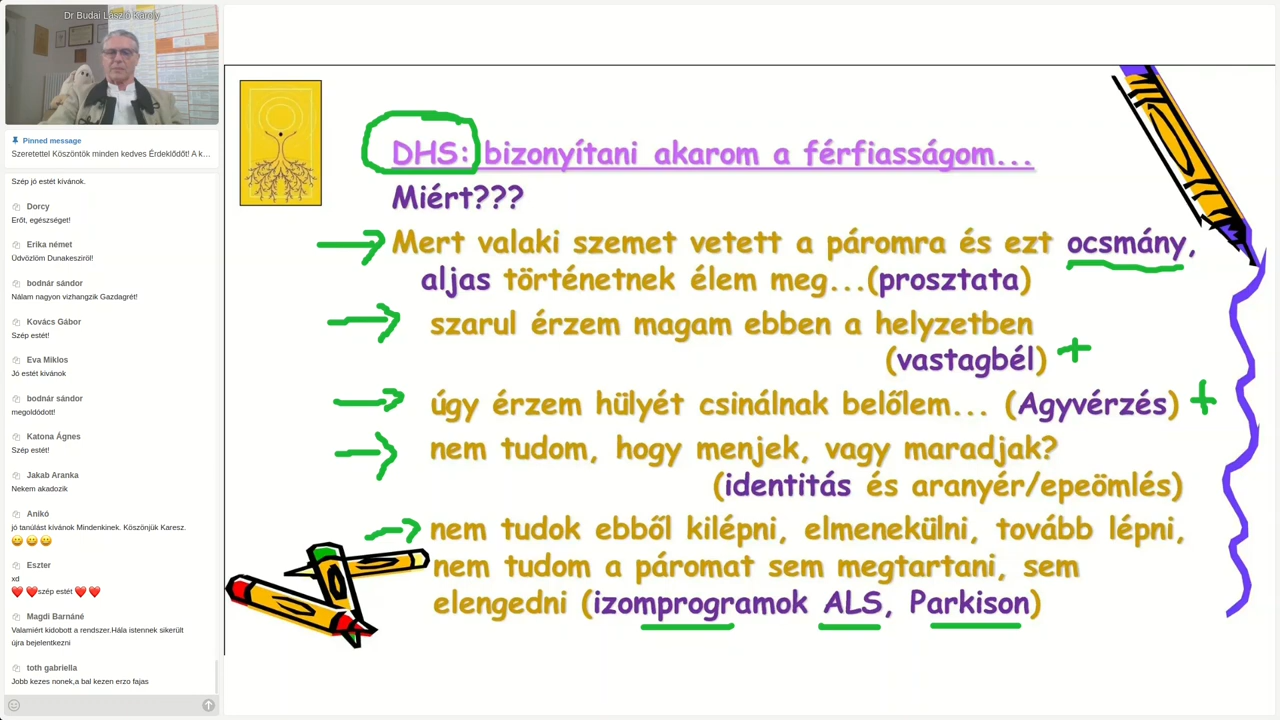 Dr Budai László Károly
Pinned message
Szeretettel Köszöntök minden kedves Érdeklődőt! A k...
Szép jó estét kívánok.
Dorcy
Erőt, egészséget!
Erika német
Üdvözlöm Dunakesziröl!
bodnár sándor
Nálam nagyon vizhangzik Gazdagrét!
Kovács Gábor
Szép estét!
Eva Miklos
Jó estét kivánok
bodnár sándor
megoldódott!
Katona Ágnes
Szép estét!
Jakab Aranka
Nekem akadozik
Anikó
jó tanúlást kívánok Mindenkinek. Köszönjük Karesz.
😀 😀 😀
Eszter
xd
❤️ ❤️szép estét ❤️ ❤️
Magdi Barnáné
Valamiért kidobott a rendszer.Hála istennek sikerült
újra bejelentkezni
toth gabriella
Jobb kezes nonek,a bal kezen erzo fajas
DHS: bizonyítani akarom a férfiasságom...
Miért???
Mert valaki szemet vetett a páromra és ezt ocsmány,
aljas történetnek élem meg...(prosztata)
szarul érzem magam ebben a helyzetben
(vastagbél) +
úgy érzem hülyét csinálnak belőlem... (Agyvérzés) +
nem tudom, hogy menjek, vagy maradjak?
(identitás és aranyér/epeömlés)
nem tudok ebből kilépni, elmenekülni, tovább lépni,
nem tudom a páromat sem megtartani, sem
elengedni (izomprogramok ALS, Parkison)